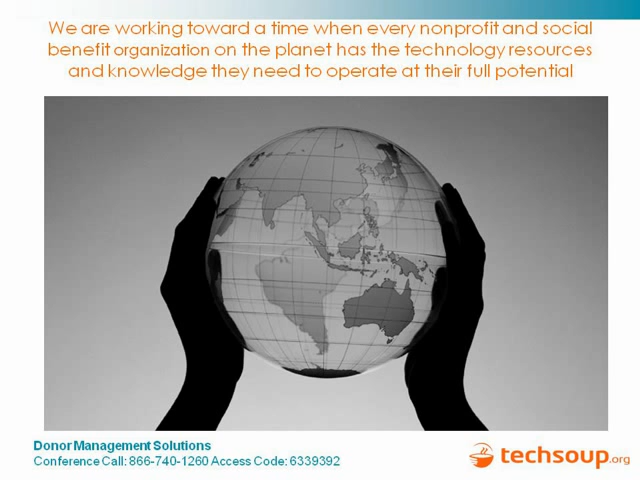 We are working toward a time when every nonprofit and social
benefit organization on the planet has the technology resources
and knowledge they need to operate at their full potential
Donor Management Solutions
Conference Call: 866-740-1260 Access Code: 6339392
techsoup.org